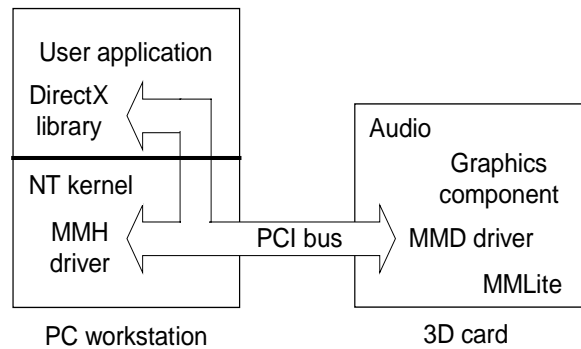 User application
DirectX
library
NT kernel
MMH
driver
PC workstation
PCI bus
Audio
Graphics
component
MMD driver
MMLite
3D card